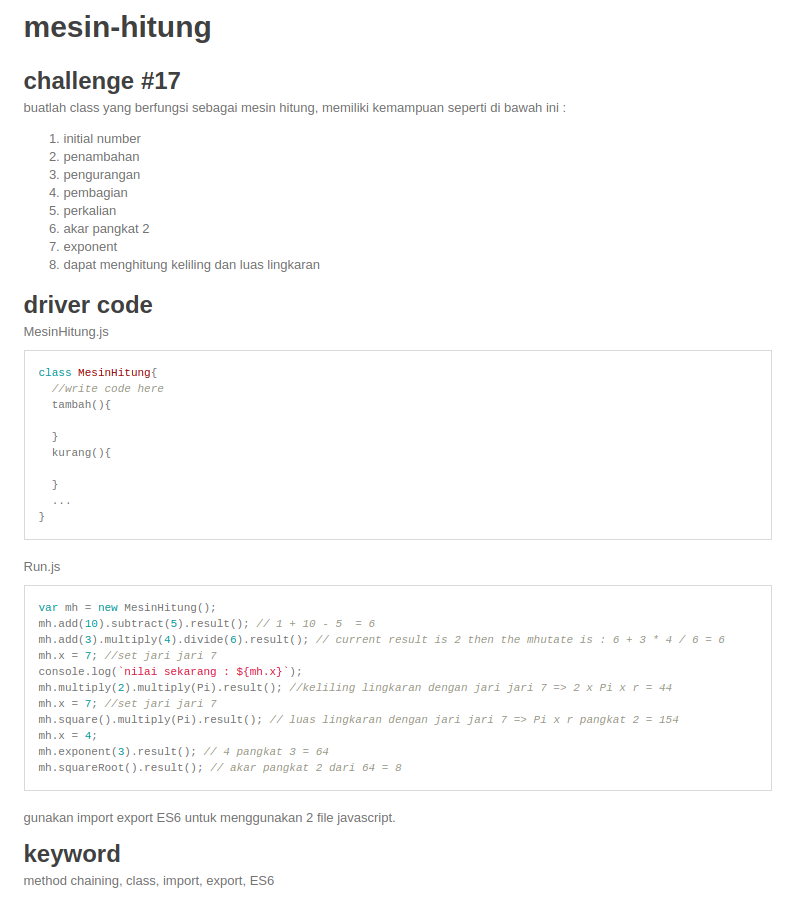 mesin-hitung
challenge #17
buatlah class yang berfungsi sebagai mesin hitung, memiliki kemampuan seperti di bawah ini :
1. initial number
2. penambahan
3. pengurangan
4. pembagian
5. perkalian
6. akar pangkat 2
7. exponent
8. dapat menghitung keliling dan luas lingkaran
driver code
MesinHitung.js
class MesinHitung{
  //write code here
  tambah(){
  }
  kurang(){
  }
  ...
}
Run.js
var mh = new MesinHitung();
mh.add(10).subtract(5).result(); // 1 + 10 - 5  = 6
mh.add(3).multiply(4).divide(6).result(); // current result is 2 then the mhutate is : 6 + 3 * 4 / 6 = 6
mh.x = 7; //set jari jari 7
console.log(`nilai sekarang : ${mh.x}`);
mh.multiply(2).multiply(Pi).result(); //keliling lingkaran dengan jari jari 7 => 2 x Pi x r = 44
mh.x = 7; //set jari jari 7
mh.square().multiply(Pi).result(); // luas lingkaran dengan jari jari 7 => Pi x r pangkat 2 = 154
mh.x = 4;
mh.exponent(3).result(); // 4 pangkat 3 = 64
mh.squareRoot().result(); // akar pangkat 2 dari 64 = 8
gunakan import export ES6 untuk menggunakan 2 file javascript.
keyword
method chaining, class, import, export, ES6